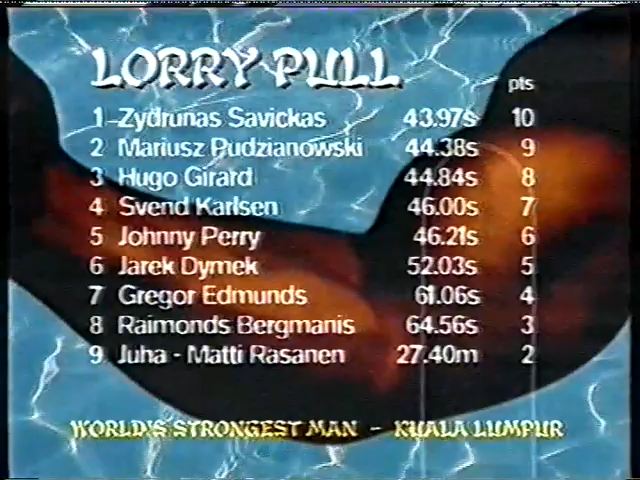 LORRY PULL
pts
1 Zydrunas Savickas 43.97s 10
2 Mariusz Pudzianowski 44.38s 9
3 Hugo Girard 44.84s 8
4 Svend Karlsen 46.00s 7
5 Johnny Perry 46.21s 6
6 Jarek Dymek 52.03s 5
7 Gregor Edmunds 61.06s 4
8 Raimonds Bergmanis 64.56s 3
9 Juha - Matti Rasanen 27.40m 2
WORLD'S STRONGEST MAN - KUALA LUMPUR